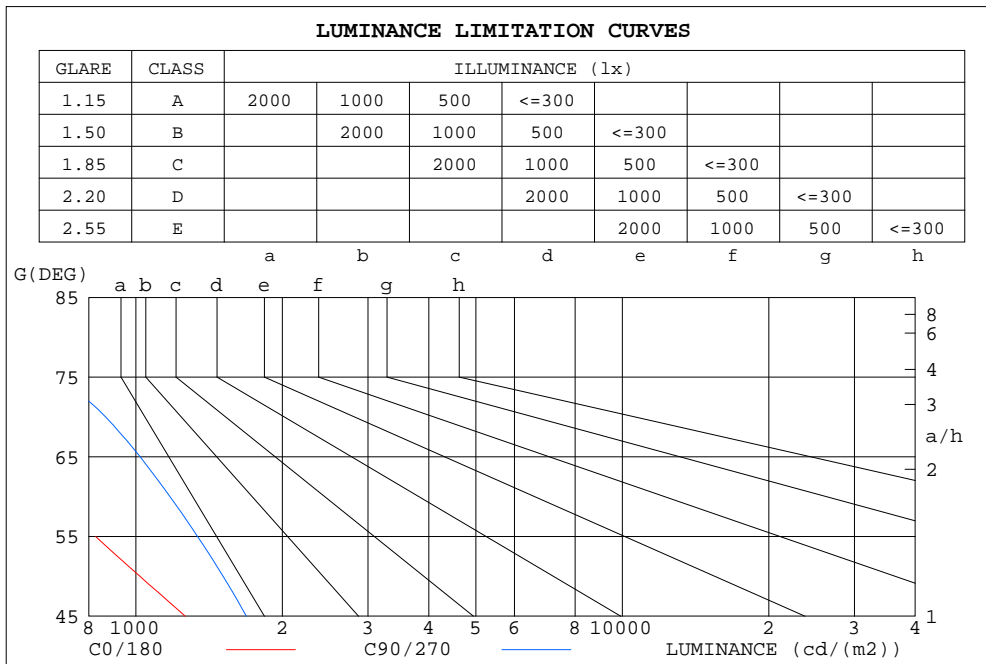 LUMINANCE LIMITATION CURVES
GLARE CLASS ILLUMINANCE (lx)
1.15 A 2000 1000 500 <=300
1.50 B 2000 1000 500 <=300
1.85 C 2000 1000 500 <=300
2.20 D 2000 1000 500 <=300
2.55 E 2000 1000 500 <=300
a b c d e f g h
G(DEG)
a b c d e f g h
85
8
6
75 4
3
a/h
65 2
55
45 1
8 1000 2 3 4 5 6 8 10000 2 3 4
C0/180 C90/270 LUMINANCE (cd/(m2))